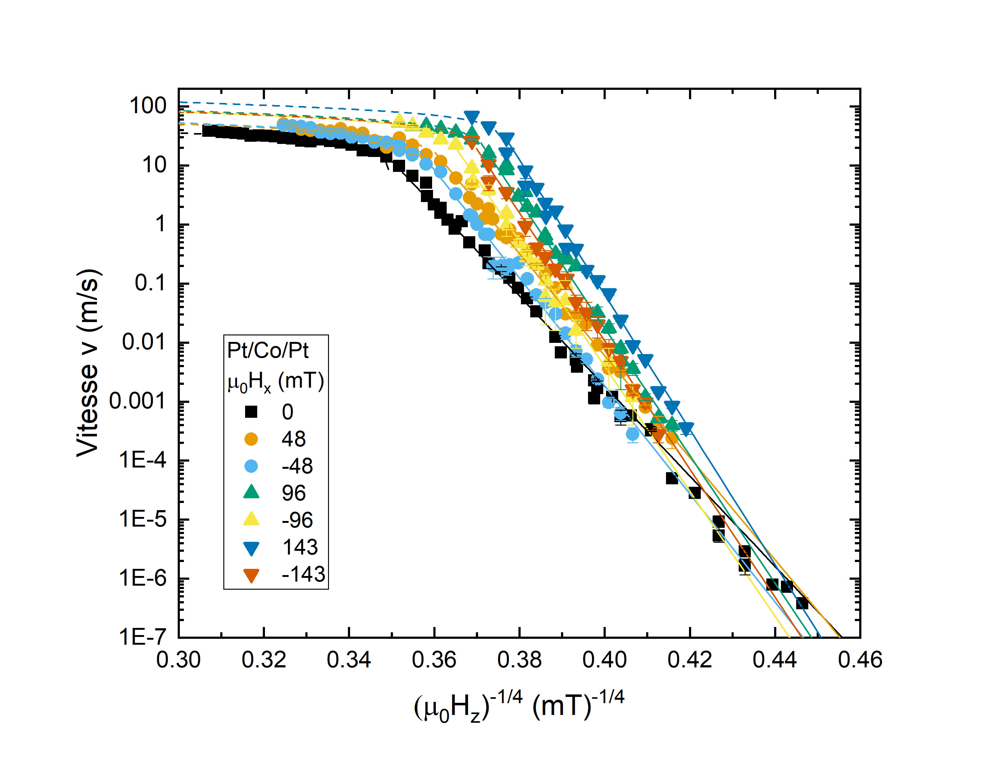 100
10
1
0.1
0.01
0.001
1E-4
1E-5
1E-6
1E-7
Vitesse v (m/s)
Pt/Co/Pt
μ0Hx (mT)
0
48
-48
96
-96
143
-143
0.30 0.32 0.34 0.36 0.38 0.40 0.42 0.44 0.46
(μ0Hz)-1/4 (mT)-1/4